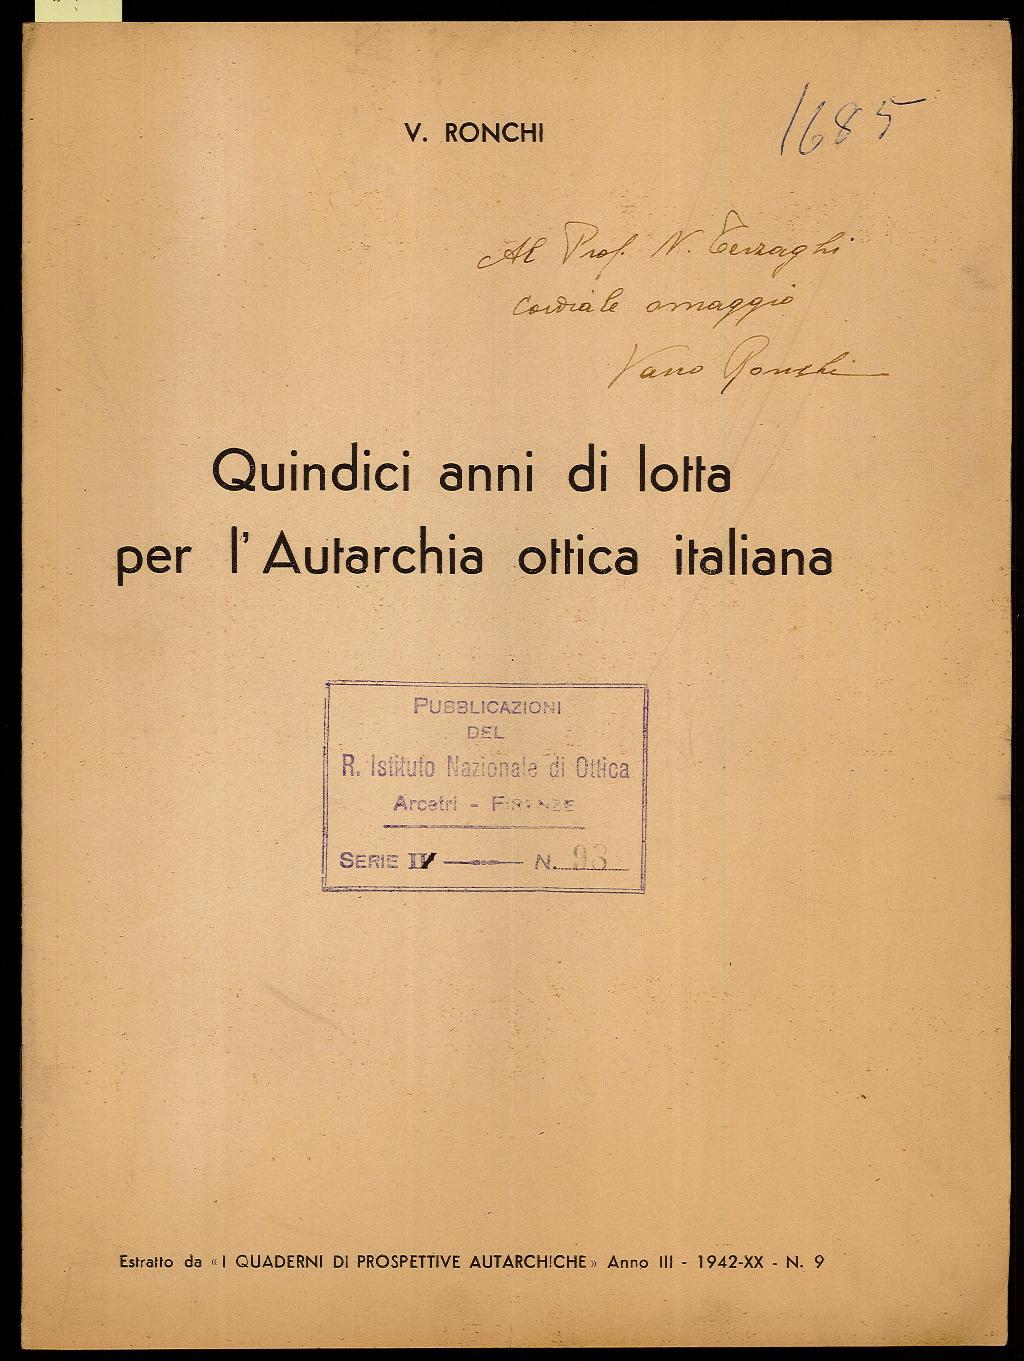 V. RONCHI
1685
Al Prof. N. Terzaghi
Cordiale omaggio
Vasco Ronchi
Quindici anni di lotta
per l'Autarchia ottica italiana
PUBBLICAZIONI
DEL
R. Istituto Nazionale di Ottica
Arcetri - FIRENZE
SERIE IV N. 93
Estratto da «I QUADERNI DI PROSPETTIVE AUTARCHICHE» Anno III - 1942-XX - N. 9